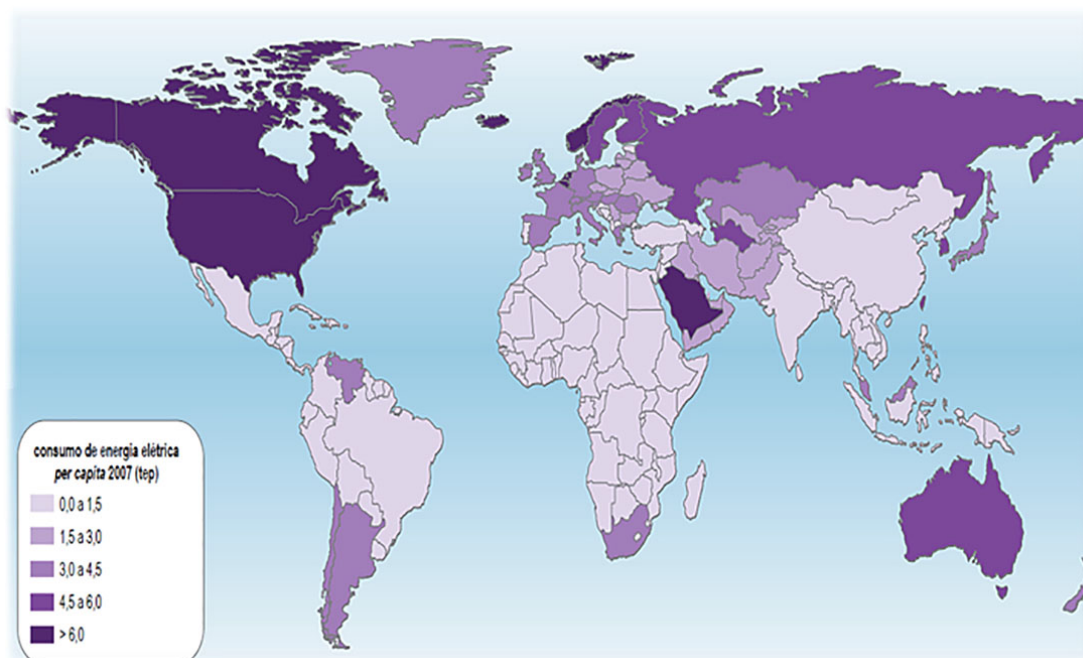 consumo de energia elétrica
per capita 2007 (tep)
0,0 a 1,5
1,5 a 3,0
3,0 a 4,5
4,5 a 6,0
> 6,0